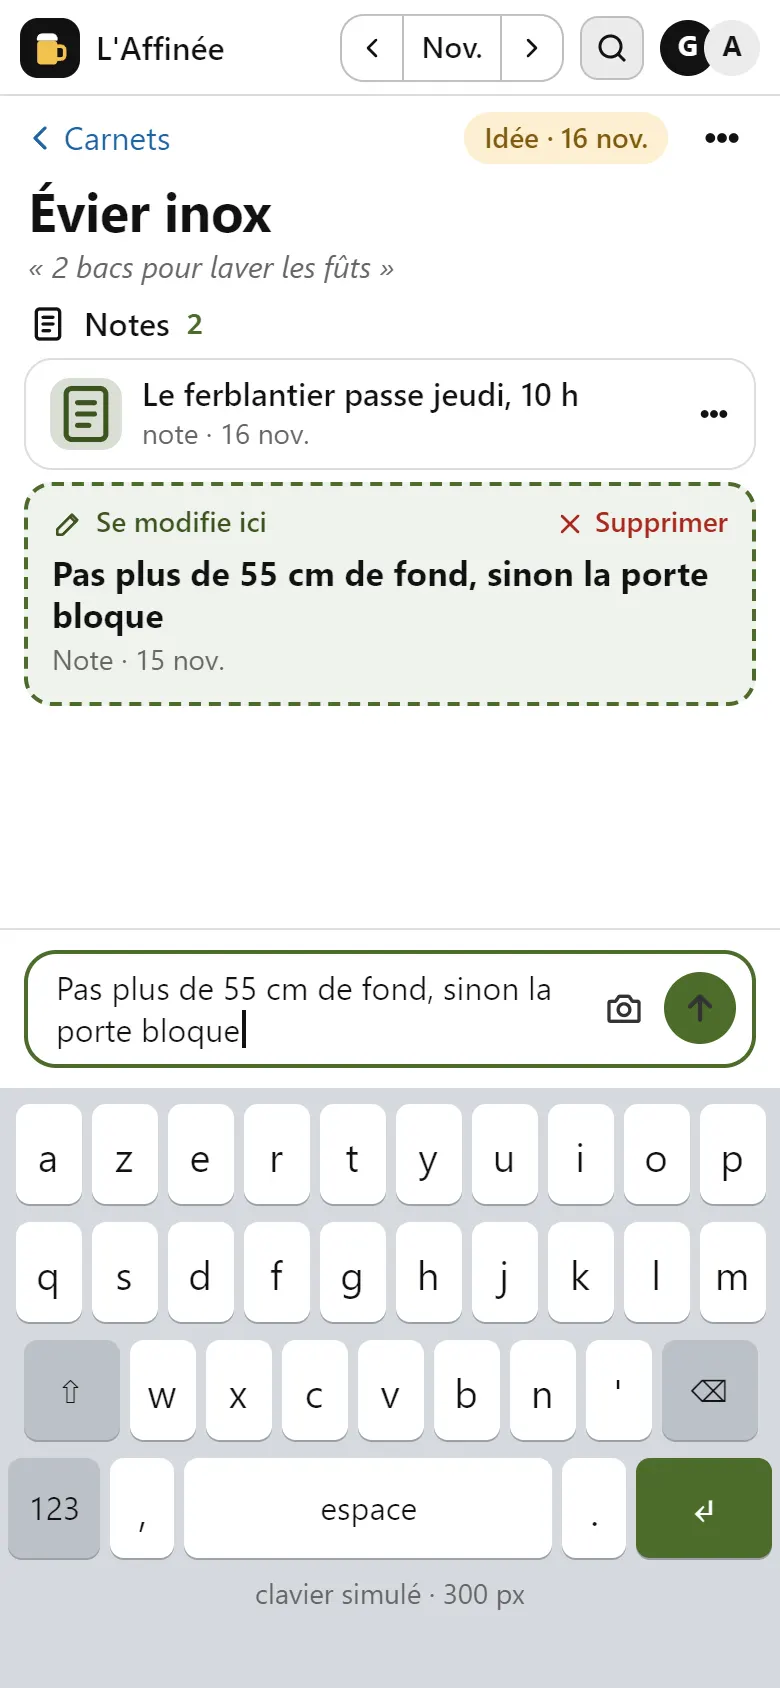 L'Affinée
Nov.
G
A
Carnets
Idée · 16 nov.
Évier inox
« 2 bacs pour laver les fûts »
Notes 2
Le ferblantier passe jeudi, 10 h
note · 16 nov.
Se modifie ici
Supprimer
Pas plus de 55 cm de fond, sinon la porte
bloque
Note · 15 nov.
Pas plus de 55 cm de fond, sinon la
porte bloque
a z e r t y u i o p
q s d f g h j k l m
w x c v b n '
123 , espace .
clavier simulé · 300 px